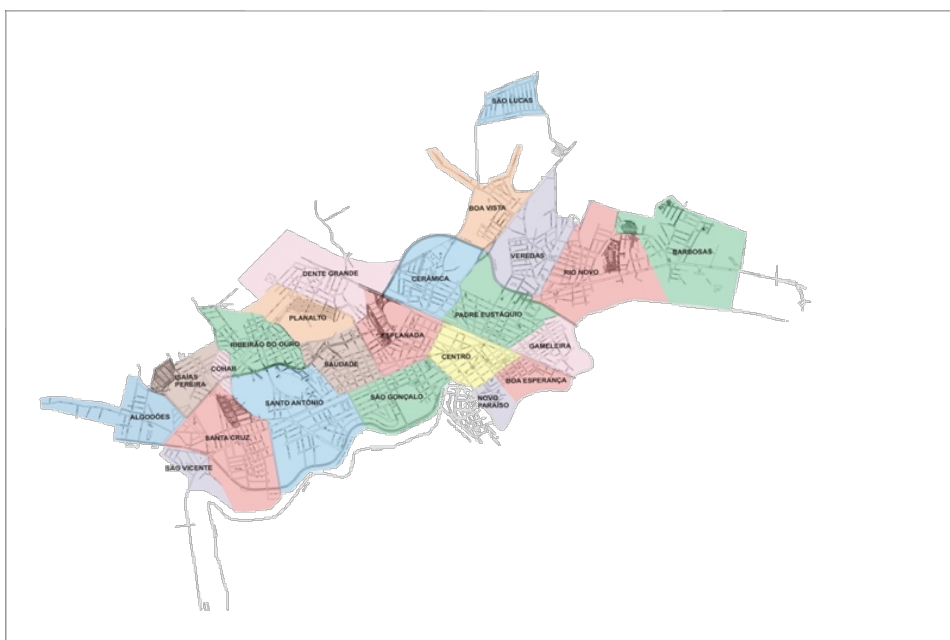 SÃO LUCAS
BOA VISTA
VEREDAS
BARBOSAS
RIO NOVO
DENTE GRANDE
CERÂMICA
PADRE EUSTÁQUIO
PLANALTO
ESPLANADA
RIBEIRÃO DO OURO
GAMELEIRA
CENTRO
SAUDADE
COHAB
ISAÍAS
PEREIRA
BOA ESPERANÇA
SÃO GONÇALO
NOVO
PARAÍSO
SANTO ANTÔNIO
ALGODÕES
SANTA CRUZ
SÃO VICENTE